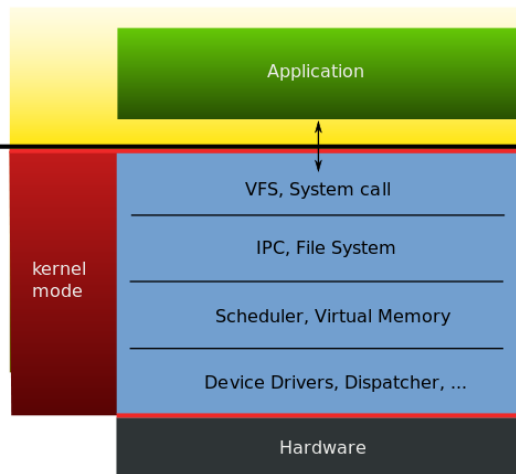 Application
VFS, System call
IPC, File System
kernel
mode
Scheduler, Virtual Memory
Device Drivers, Dispatcher, ...
Hardware